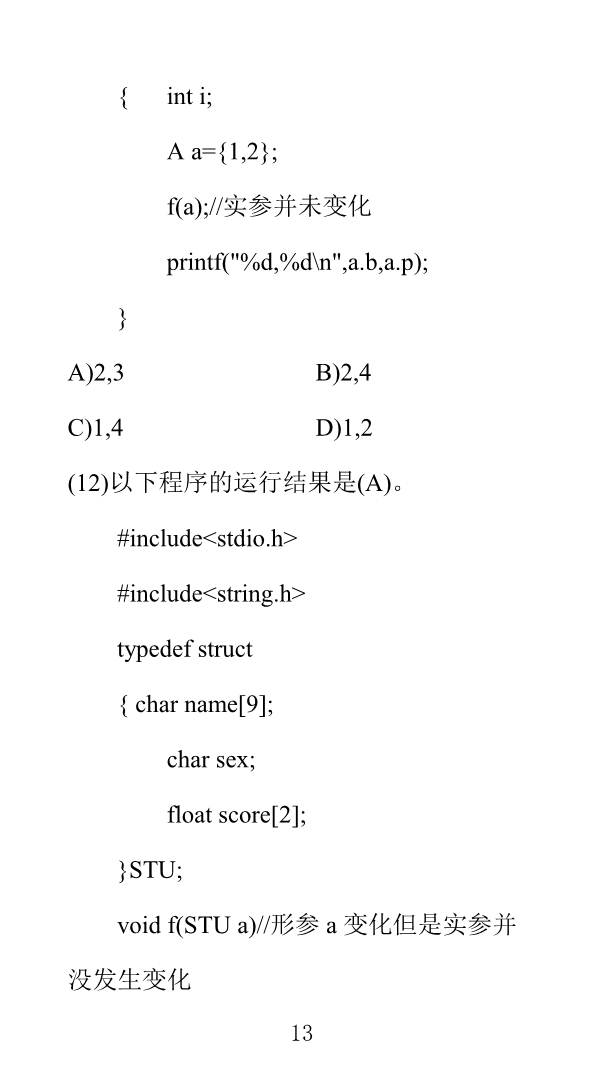 { int i;
A a={1,2};
f(a);//实参并未变化
printf("%d,%d\n",a.b,a.p);
}
A)2,3 B)2,4
C)1,4 D)1,2
(12)以下程序的运行结果是(A)。
#include<stdio.h>
#include<string.h>
typedef struct
{ char name[9];
char sex;
float score[2];
}STU;
void f(STU a)//形参 a 变化但是实参并
没发生变化
13